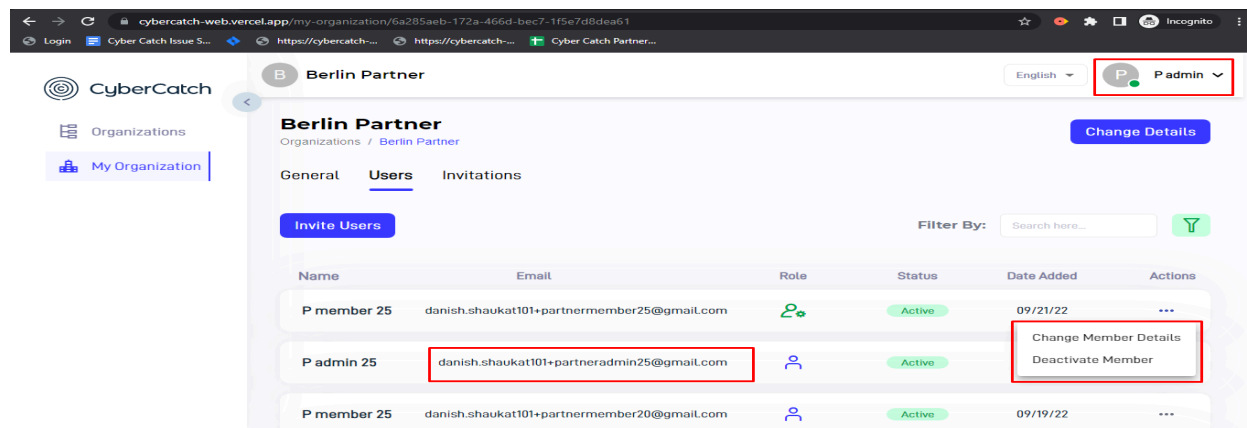 cybercatch-web.vercel.app/my-organization/6a285aeb-172a-466d-bec7-1f5e7d8dea61 Incognito
Login Cyber Catch Issue S... https://cybercatch-... https://cybercatch-... Cyber Catch Partner...
CyberCatch B Berlin Partner English P P admin
Organizations
My Organization
Berlin Partner
Organizations / Berlin Partner
Change Details
General Users Invitations
Invite Users Filter By: Search here...
Name Email Role Status Date Added Actions
P member 25 danish.shaukat101+partnermember25@gmail.com Active 09/21/22 ...
Change Member Details
Deactivate Member
P admin 25 danish.shaukat101+partneradmin25@gmail.com Active
P member 25 danish.shaukat101+partnermember20@gmail.com Active 09/19/22 ...